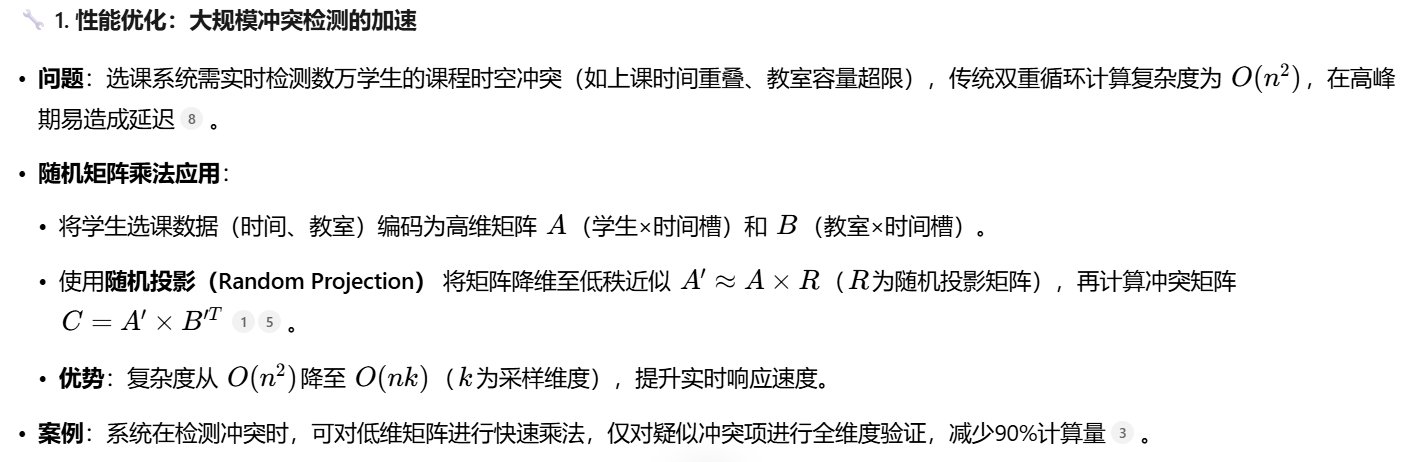 🔧 1. 性能优化：大规模冲突检测的加速
• 问题：选课系统需实时检测数万学生的课程时空冲突（如上课时间重叠、教室容量超限），传统双重循环计算复杂度为 O(n²)，在高峰
期易造成延迟 8 。
• 随机矩阵乘法应用：
• 将学生选课数据（时间、教室）编码为高维矩阵 A（学生×时间槽）和 B（教室×时间槽）。
• 使用随机投影（Random Projection） 将矩阵降维至低秩近似 A′ ≈ A × R（R为随机投影矩阵），再计算冲突矩阵
C = A′ × B′ᵀ 1 5 。
• 优势：复杂度从 O(n²)降至 O(nk)（k为采样维度），提升实时响应速度。
• 案例：系统在检测冲突时，可对低维矩阵进行快速乘法，仅对疑似冲突项进行全维度验证，减少90%计算量 3 。